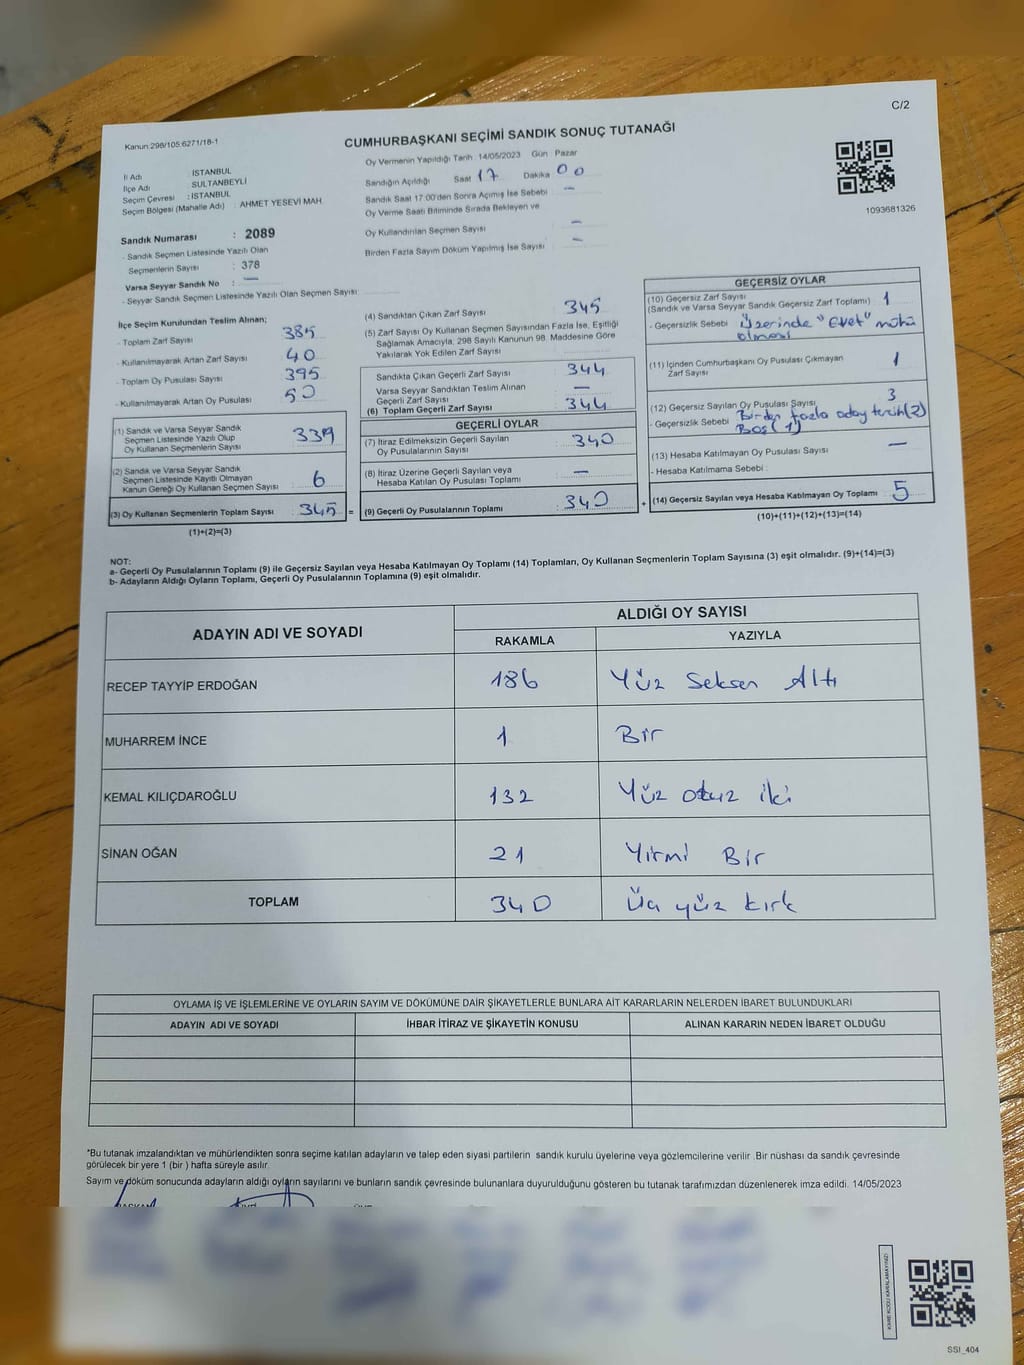 C/2
Kanun:298/105:6271/18-1
CUMHURBAŞKANI SEÇİMİ SANDIK SONUÇ TUTANAĞI
Oy Vermenin Yapıldığı Tarih : 14/05/2023 Gün Pazar
İl Adı : İSTANBUL
İlçe Adı SULTANBEYLİ
Seçim Çevresi : İSTANBUL
Seçim Bölgesi (Mahalle Adı) : AHMET YESEVİ MAH.
Sandığın Açıldığı Saat 17 Dakika 00
Sandık Saat 17:00'den Sonra Açımış İse Sebebi —
Oy Verme Saati Bitiminde Sırada Bekleyen ve
Oy Kullandırılan Seçmen Sayısı —
Birden Fazla Sayım Döküm Yapılmış İse Sayısı —
1093681326
Sandık Numarası : 2089
- Sandık Seçmen Listesinde Yazılı Olan
Seçmenlerin Sayısı : 378
Varsa Seyyar Sandık No : —
- Seyyar Sandık Seçmen Listesinde Yazılı Olan Seçmen Sayısı :
İlçe Seçim Kurulundan Teslim Alınan;
- Toplam Zarf Sayısı 385
- Kullanılmayarak Artan Zarf Sayısı 40
- Toplam Oy Pusulası Sayısı 395
- Kullanılmayarak Artan Oy Pusulası 50
(1) Sandık ve Varsa Seyyar Sandık
Seçmen Listesinde Yazılı Olup
Oy Kullanan Seçmenlerin Sayısı 339
(2) Sandık ve Varsa Seyyar Sandık
Seçmen Listesinde Kayıtlı Olmayan
Kanun Gereği Oy Kullanan Seçmen Sayısı : 6
(3) Oy Kullanan Seçmenlerin Toplam Sayısı : 345 =
(1)+(2)=(3)
(4) Sandıktan Çıkan Zarf Sayısı : 345
(5) Zarf Sayısı Oy Kullanan Seçmen Sayısından Fazla İse, Eşitliği
Sağlamak Amacıyla, 298 Sayılı Kanunun 98. Maddesine Göre
Yakılarak Yok Edilen Zarf Sayısı :
Sandıkta Çıkan Geçerli Zarf Sayısı : 344
Varsa Seyyar Sandıktan Teslim Alınan
Geçerli Zarf Sayısı : —
(6) Toplam Geçerli Zarf Sayısı : 344
GEÇERLİ OYLAR
(7) İtiraz Edilmeksizin Geçerli Sayılan
Oy Pusulalarının Sayısı : 340
(8) İtiraz Üzerine Geçerli Sayılan veya
Hesaba Katılan Oy Pusulası Toplamı : —
(9) Geçerli Oy Pusulalarının Toplamı : 340 +
GEÇERSİZ OYLAR
(10) Geçersiz Zarf Sayısı
(Sandık ve Varsa Seyyar Sandık Geçersiz Zarf Toplamı) : 1
- Geçersizlik Sebebi : Üzerinde "Evet" mührü
olması
(11) İçinden Cumhurbaşkanı Oy Pusulası Çıkmayan
Zarf Sayısı 1
(12) Geçersiz Sayılan Oy Pusulası Sayısı 3
- Geçersizlik Sebebi Birden fazla aday tercih(2)
Boş (1)
(13) Hesaba Katılmayan Oy Pusulası Sayısı —
- Hesaba Katılmama Sebebi :
(14) Geçersiz Sayılan veya Hesaba Katılmayan Oy Toplamı : 5
(10)+(11)+(12)+(13)=(14)
NOT:
a- Geçerli Oy Pusulalarının Toplamı (9) ile Geçersiz Sayılan veya Hesaba Katılmayan Oy Toplamı (14) Toplamları, Oy Kullanan Seçmenlerin Toplam Sayısına (3) eşit olmalıdır. (9)+(14)=(3)
b- Adayların Aldığı Oyların Toplamı, Geçerli Oy Pusulalarının Toplamına (9) eşit olmalıdır.
ADAYIN ADI VE SOYADI ALDIĞI OY SAYISI
RAKAMLA YAZIYLA
RECEP TAYYİP ERDOĞAN 186 Yüz Seksen Altı
MUHARREM İNCE 1 Bir
KEMAL KILIÇDAROĞLU 132 Yüz otuz iki
SİNAN OĞAN 21 Yirmi Bir
TOPLAM 340 Üç yüz kırk
OYLAMA İŞ VE İŞLEMLERİNE VE OYLARIN SAYIM VE DÖKÜMÜNE DAİR ŞİKAYETLERLE BUNLARA AİT KARARLARIN NELERDEN İBARET BULUNDUKLARI
ADAYIN ADI VE SOYADI İHBAR İTİRAZ VE ŞİKAYETİN KONUSU ALINAN KARARIN NEDEN İBARET OLDUĞU
*Bu tutanak imzalandıktan ve mühürlendikten sonra seçime katılan adayların ve talep eden siyasi partilerin sandık kurulu üyelerine veya gözlemcilerine verilir .Bir nüshası da sandık çevresinde
görülecek bir yere 1 (bir ) hafta süreyle asılır.
Sayım ve döküm sonucunda adayların aldığı oyların sayılarını ve bunların sandık çevresinde bulunanlara duyurulduğunu gösteren bu tutanak tarafımızdan düzenlenerek imza edildi. 14/05/2023
KARE KODU KARALAMAYINIZ!
SSI_404